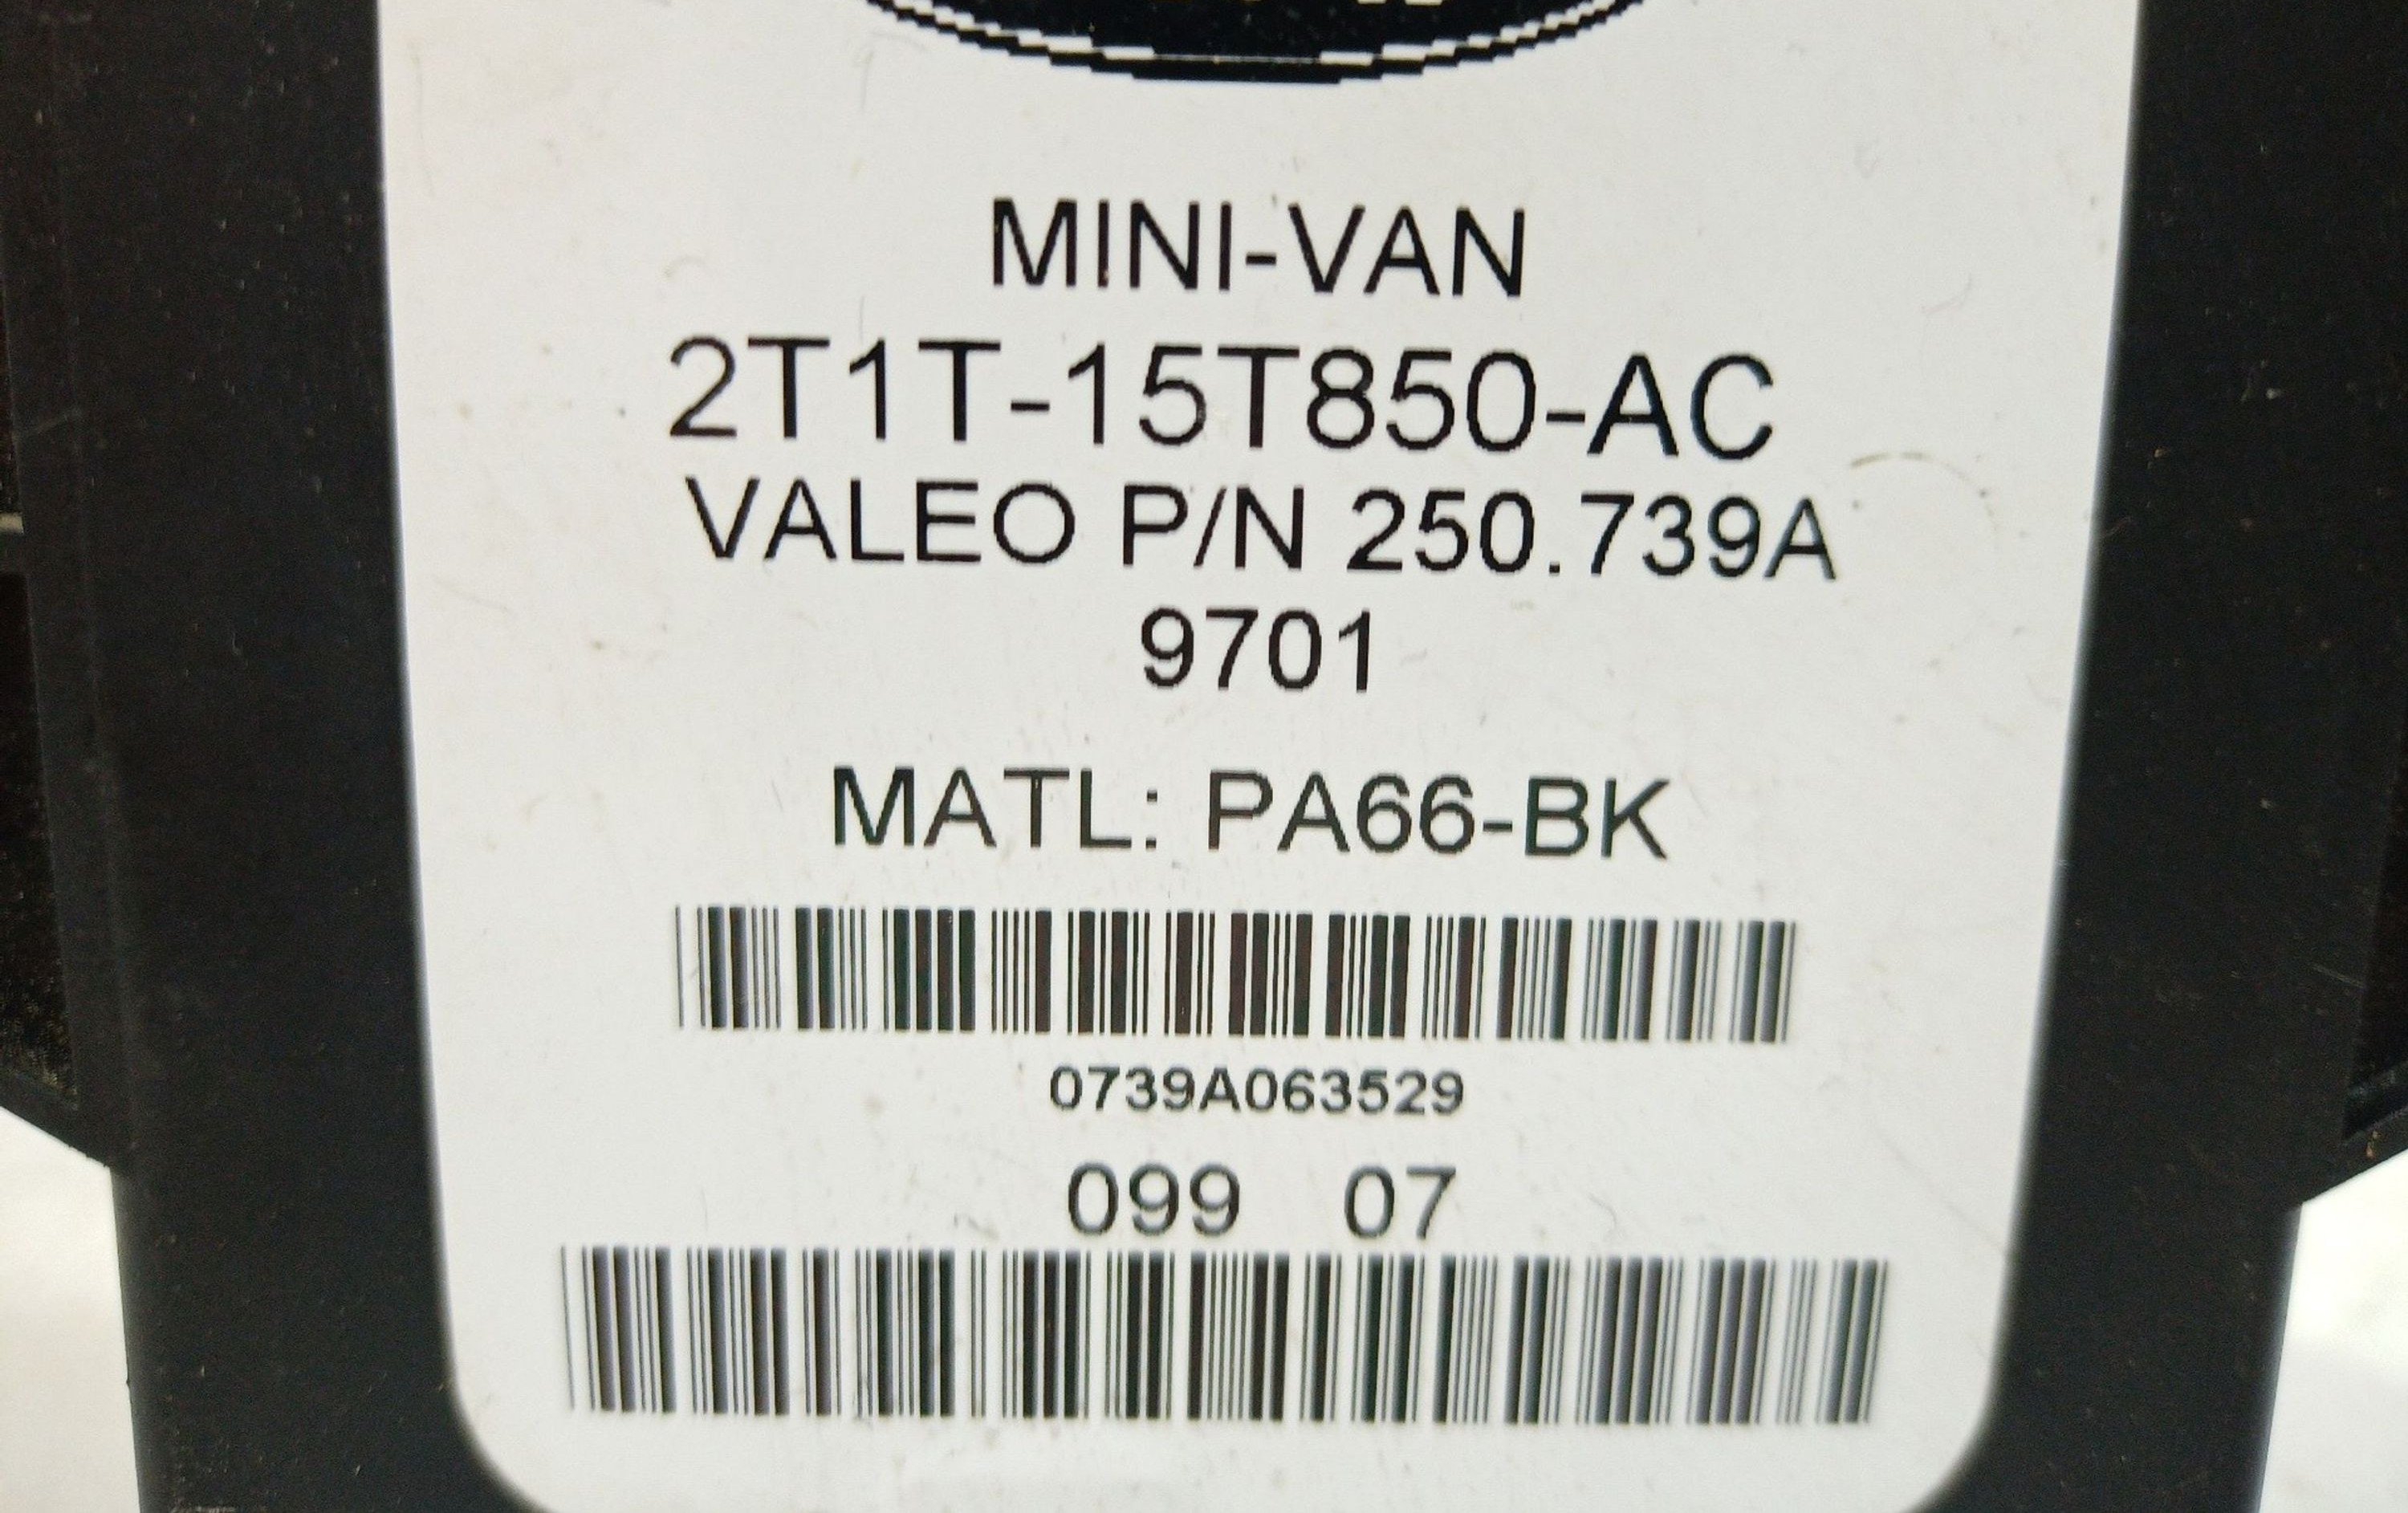 MINI-VAN
2T1T-15T850-AC
VALEO P/N 250.739A
9701
MATL: PA66-BK
0739A063529
099 07